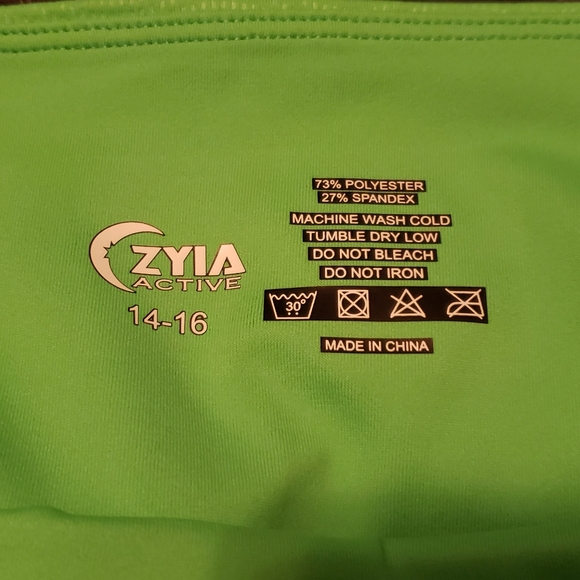 ZYIA
ACTIVE
14-16
73% POLYESTER
27% SPANDEX
MACHINE WASH COLD
TUMBLE DRY LOW
DO NOT BLEACH
DO NOT IRON
30°
MADE IN CHINA